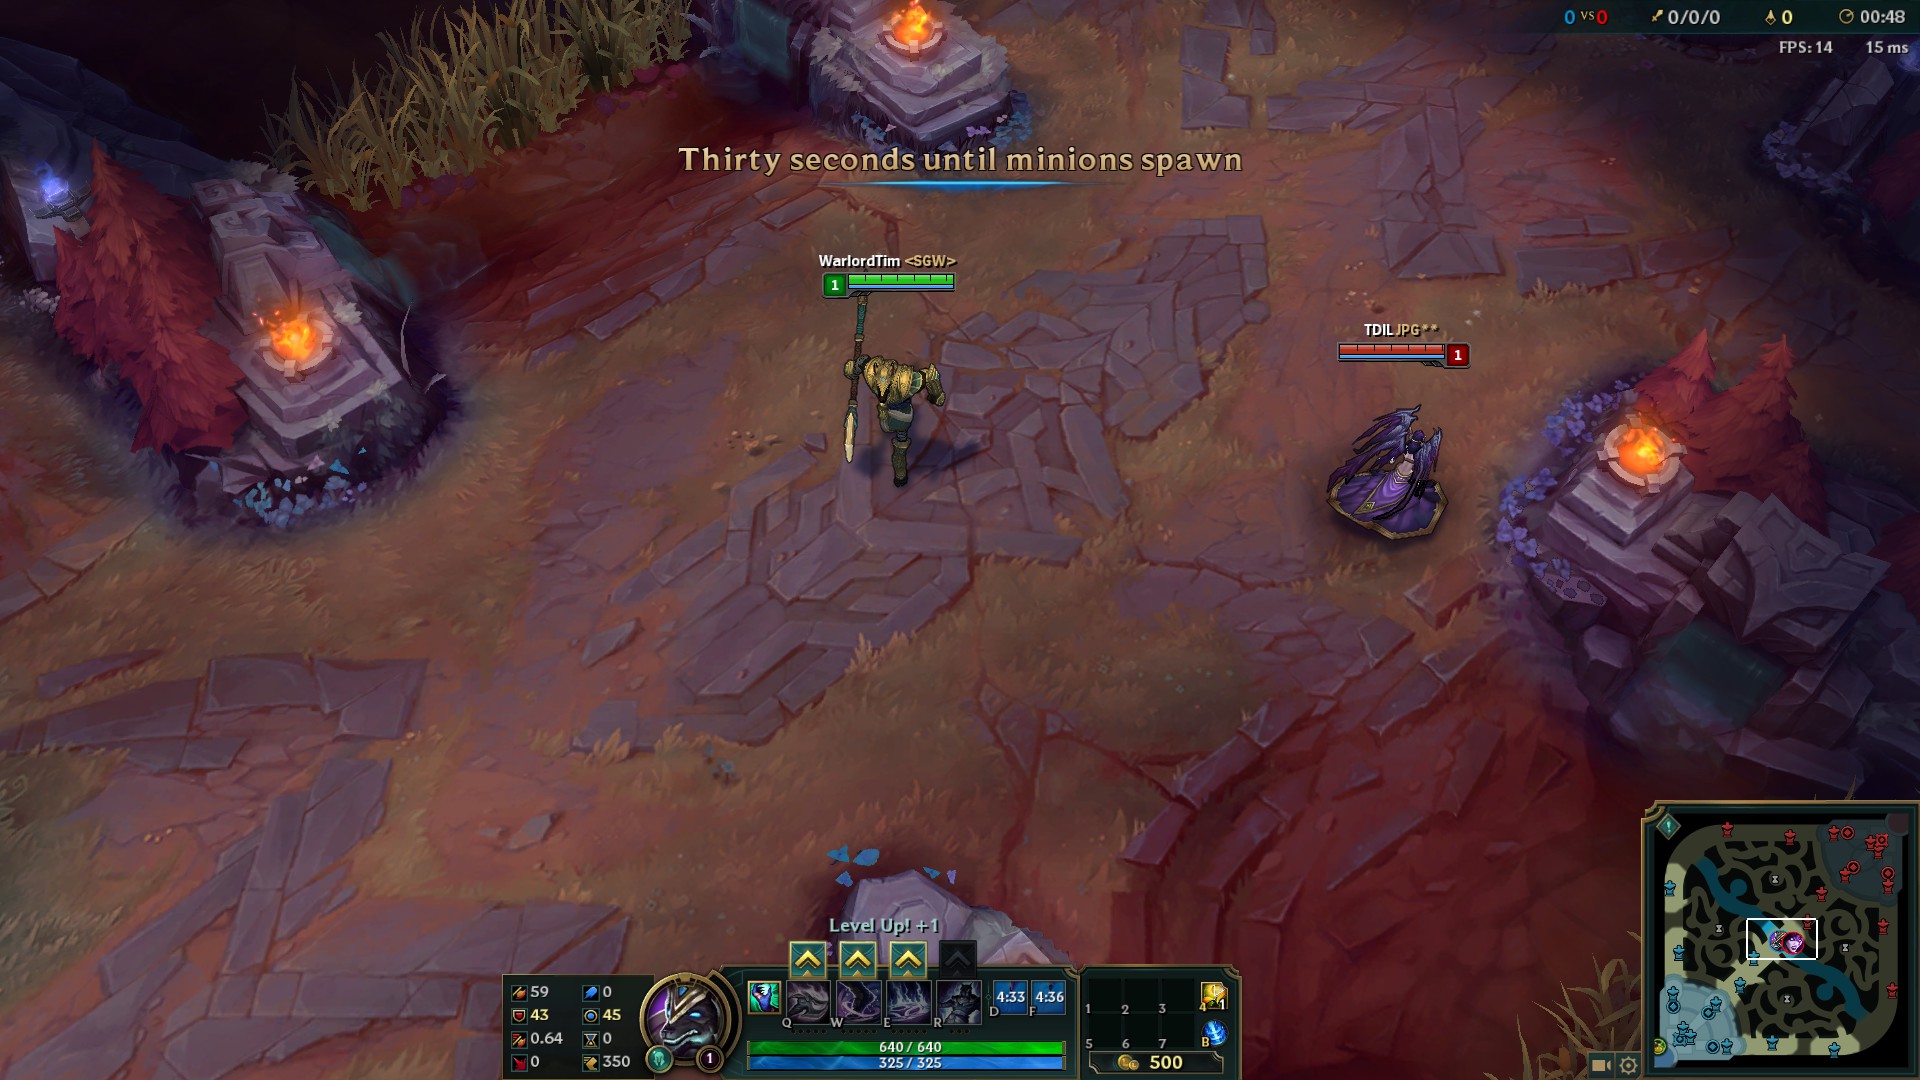 0 vs 0 0/0/0 0 00:48
FPS: 14 15 ms
Thirty seconds until minions spawn
WarlordTim <SGW>
1
TDIL JPG**
1
Level Up! +1
59 0
43 45
0.64 0
0 350
1
Q W E R
4:33 4:36
D F
640 / 640
325 / 325
1 2 3 4 1
5 6 7 B
500